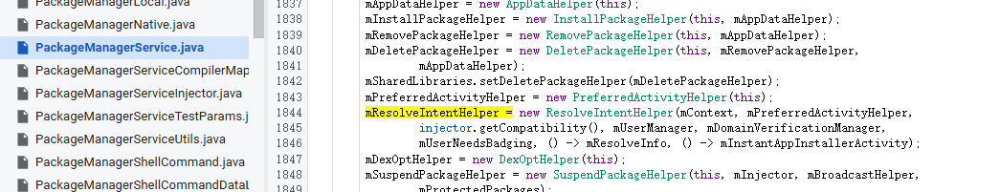 PackageManagerLocal.java
PackageManagerNative.java
PackageManagerService.java
PackageManagerServiceCompilerMap
PackageManagerServiceInjector.java
PackageManagerServiceTestParams.j
PackageManagerServiceUtils.java
PackageManagerShellCommand.java
PackageManagerShellCommandDataL
1837 mAppDataHelper = new AppDataHelper(this);
1838 mInstallPackageHelper = new InstallPackageHelper(this, mAppDataHelper);
1839 mRemovePackageHelper = new RemovePackageHelper(this, mAppDataHelper);
1840 mDeletePackageHelper = new DeletePackageHelper(this, mRemovePackageHelper,
1841 mAppDataHelper);
1842 mSharedLibraries.setDeletePackageHelper(mDeletePackageHelper);
1843 mPreferredActivityHelper = new PreferredActivityHelper(this);
1844 mResolveIntentHelper = new ResolveIntentHelper(mContext, mPreferredActivityHelper,
1845 injector.getCompatibility(), mUserManager, mDomainVerificationManager,
1846 mUserNeedsBadging, () -> mResolveInfo, () -> mInstantAppInstallerActivity);
1847 mDexOptHelper = new DexOptHelper(this);
1848 mSuspendPackageHelper = new SuspendPackageHelper(this, mInjector, mBroadcastHelper,
1849 mProtectedPackages);